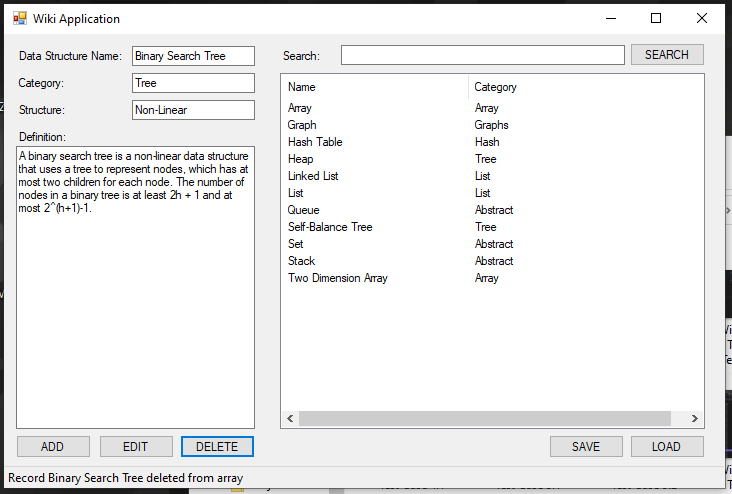 Wiki Application
Data Structure Name: Binary Search Tree
Category: Tree
Structure: Non-Linear
Definition:
A binary search tree is a non-linear data structure
that uses a tree to represent nodes, which has at
most two children for each node. The number of
nodes in a binary tree is at least 2h + 1 and at
most 2^(h+1)-1.
Search: SEARCH
Name Category
Array Array
Graph Graphs
Hash Table Hash
Heap Tree
Linked List List
List List
Queue Abstract
Self-Balance Tree Tree
Set Abstract
Stack Abstract
Two Dimension Array Array
ADD EDIT DELETE SAVE LOAD
Record Binary Search Tree deleted from array